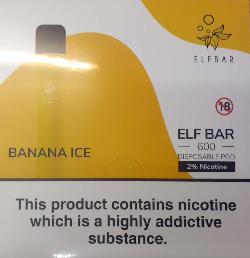 ELFBAR
18
ELF BAR
600
DISPOSABLE POD
2% Nicotine
BANANA ICE
This product contains nicotine
which is a highly addictive
substance.